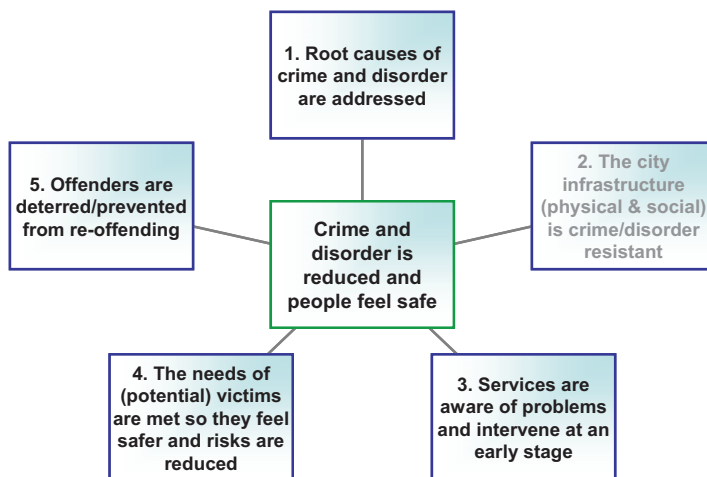 1. Root causes of
crime and disorder
are addressed
5. Offenders are
deterred/prevented
from re-offending
2. The city
infrastructure
(physical & social)
is crime/disorder
resistant
Crime and
disorder is
reduced and
people feel safe
4. The needs of
(potential) victims
are met so they feel
safer and risks are
reduced
3. Services are
aware of problems
and intervene at an
early stage